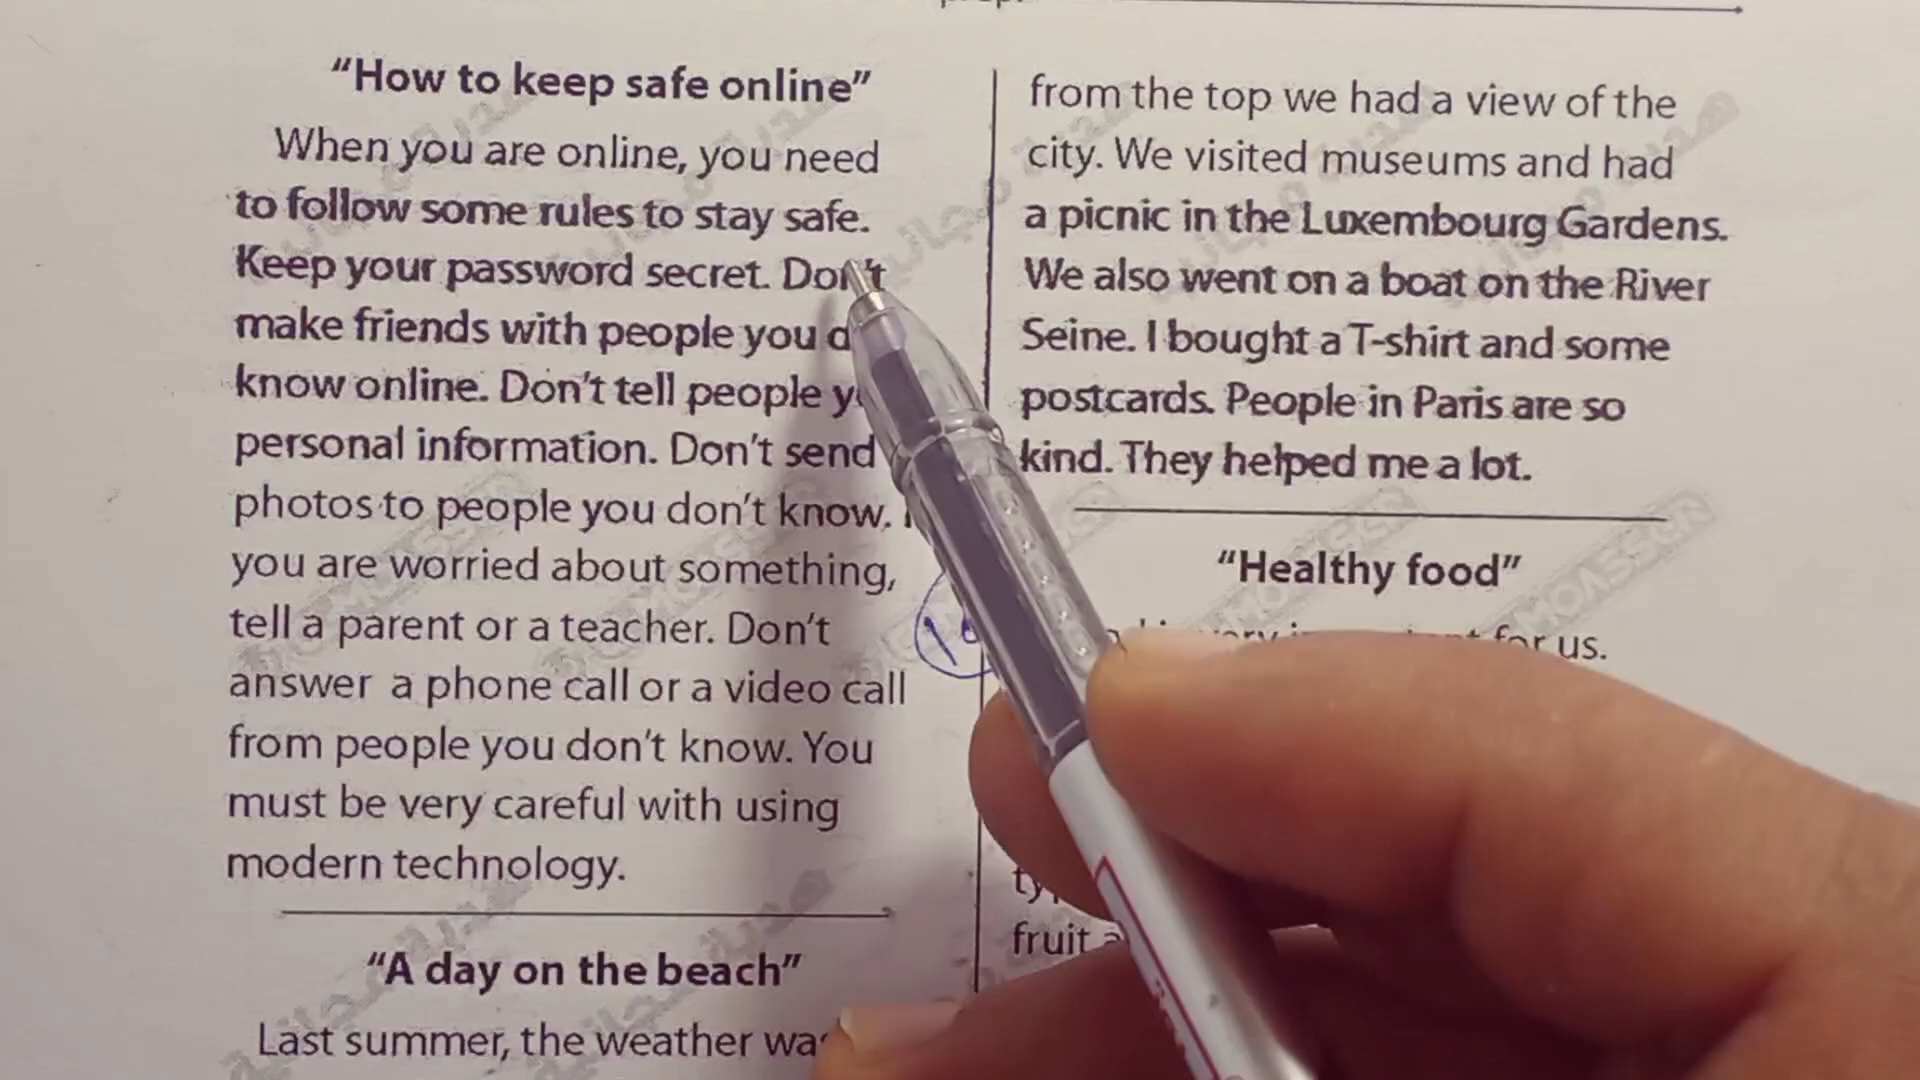 "How to keep safe online"
When you are online, you need
to follow some rules to stay safe.
Keep your password secret. Don't
make friends with people you
know online. Don't tell people
personal information. Don't send
photos to people you don't know.
you are worried about something,
tell a parent or a teacher. Don't
answer a phone call or a video call
from people you don't know. You
must be very careful with using
modern technology.
"A day on the beach"
Last summer, the weather was
from the top we had a view of the
city. We visited museums and had
a picnic in the Luxembourg Gardens.
We also went on a boat on the River
Seine. I bought a T-shirt and some
postcards. People in Paris are so
kind. They helped me a lot.
"Healthy food"
for us.
fruit